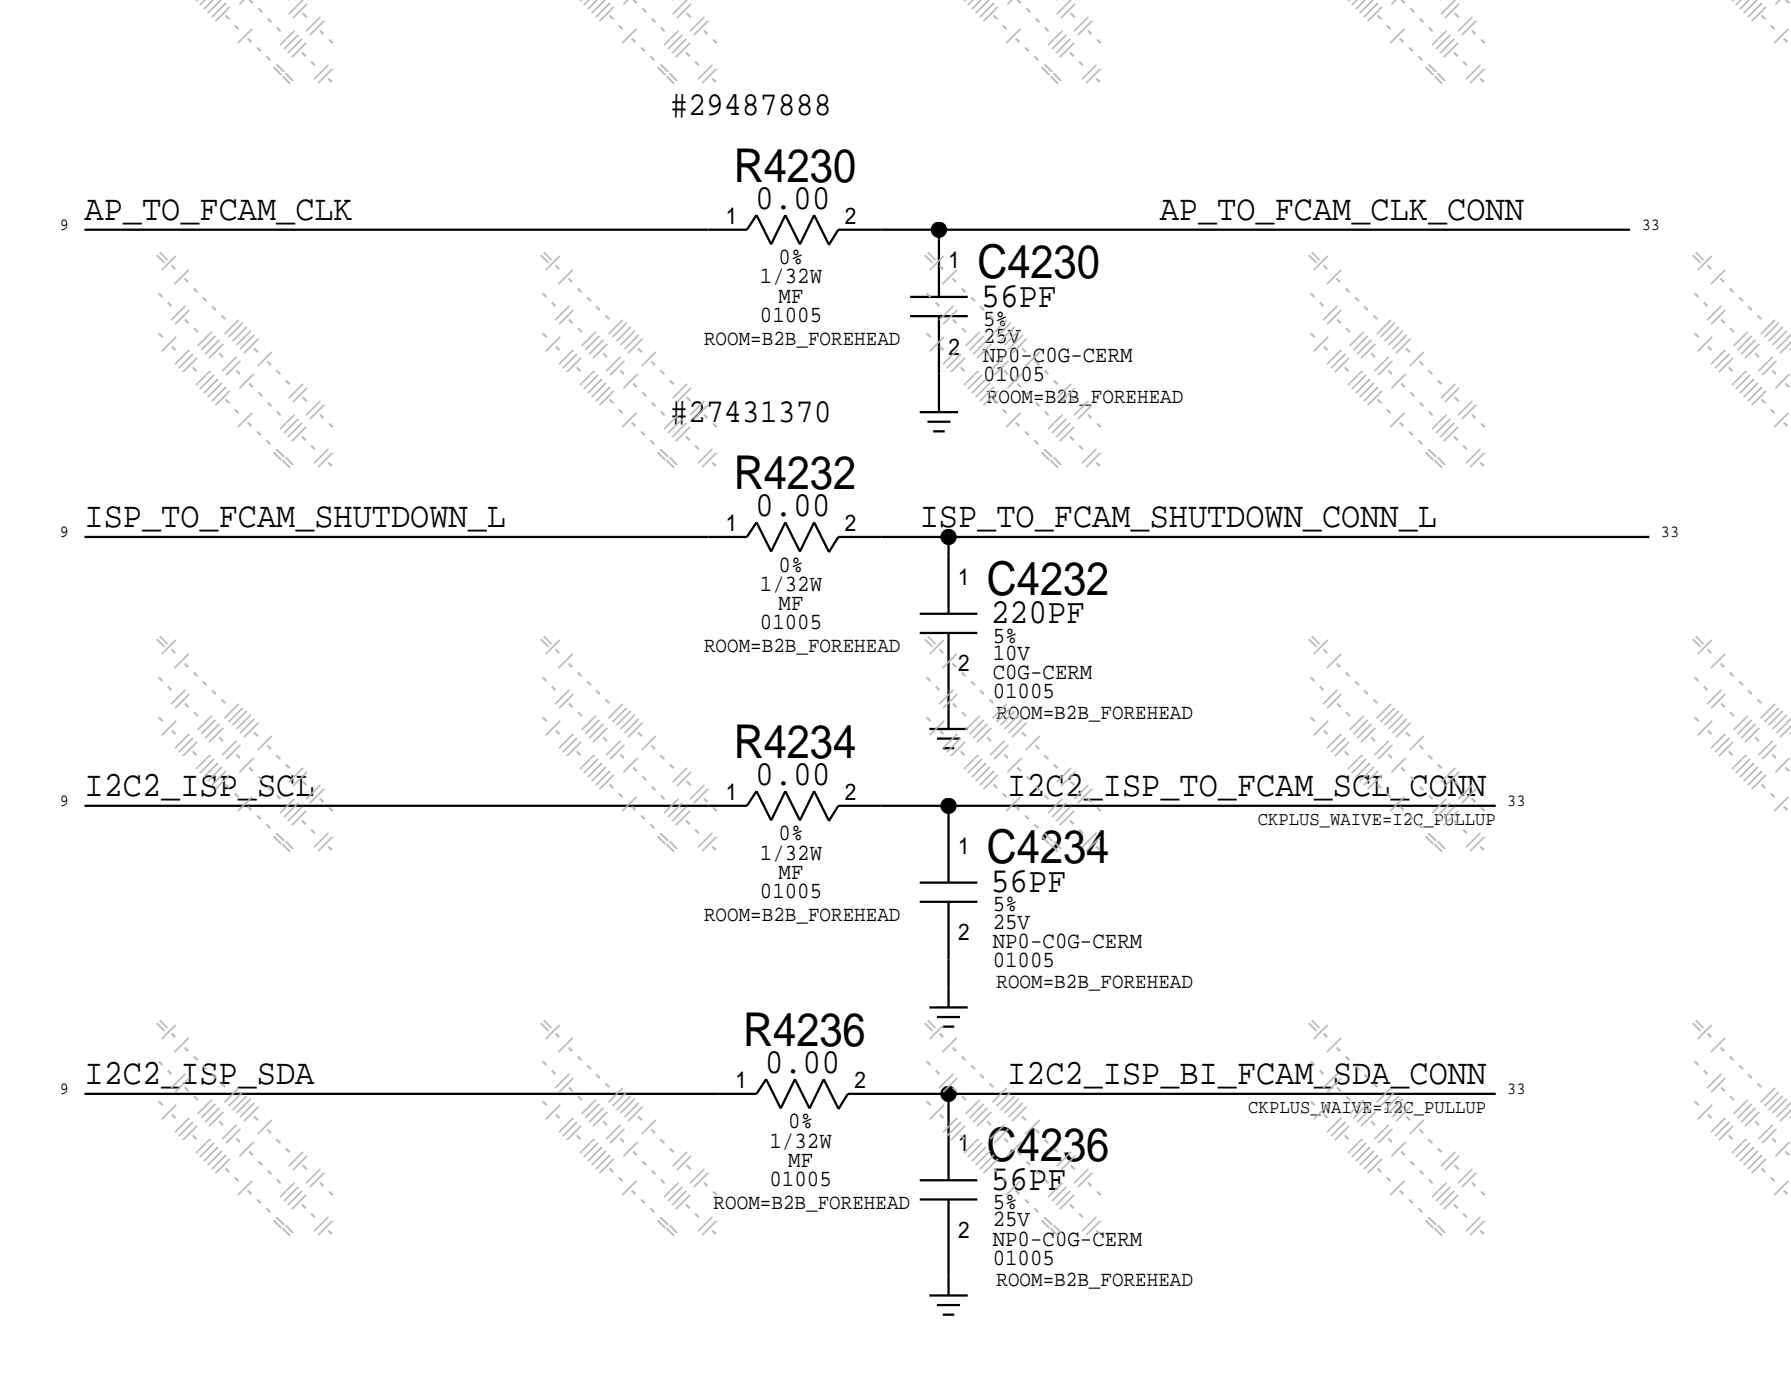 #29487888
R4230
0.00
9 AP_TO_FCAM_CLK 1 2 AP_TO_FCAM_CLK_CONN 33
0%
1/32W
MF
01005
ROOM=B2B_FOREHEAD
1 C4230
56PF
5%
25V
2 NP0-C0G-CERM
01005
ROOM=B2B_FOREHEAD
#27431370
R4232
0.00
9 ISP_TO_FCAM_SHUTDOWN_L 1 2 ISP_TO_FCAM_SHUTDOWN_CONN_L 33
0%
1/32W
MF
01005
ROOM=B2B_FOREHEAD
1 C4232
220PF
5%
10V
2 C0G-CERM
01005
ROOM=B2B_FOREHEAD
R4234
0.00
9 I2C2_ISP_SCL 1 2 I2C2_ISP_TO_FCAM_SCL_CONN 33
CKPLUS_WAIVE=I2C_PULLUP
0%
1/32W
MF
01005
ROOM=B2B_FOREHEAD
1 C4234
56PF
5%
25V
2 NP0-C0G-CERM
01005
ROOM=B2B_FOREHEAD
R4236
0.00
9 I2C2_ISP_SDA 1 2 I2C2_ISP_BI_FCAM_SDA_CONN 33
CKPLUS_WAIVE=I2C_PULLUP
0%
1/32W
MF
01005
ROOM=B2B_FOREHEAD
1 C4236
56PF
5%
25V
2 NP0-C0G-CERM
01005
ROOM=B2B_FOREHEAD